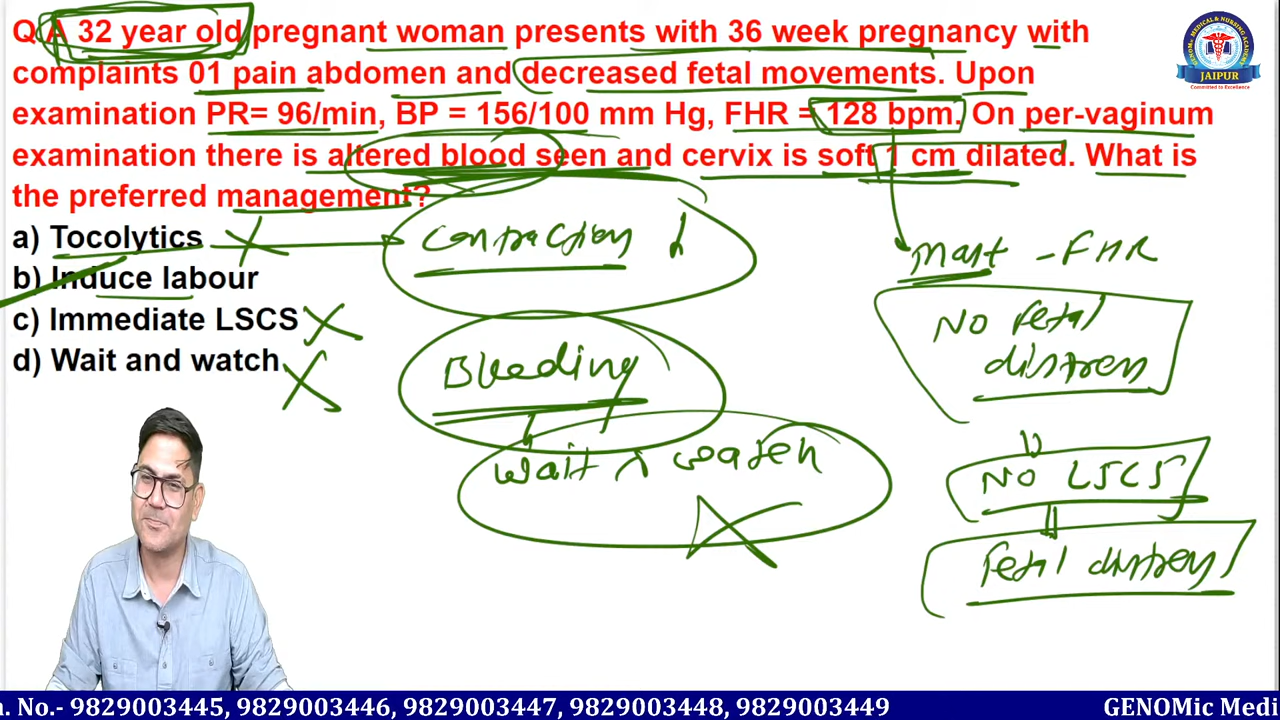 Q A 32 year old pregnant woman presents with 36 week pregnancy with
complaints 01 pain abdomen and decreased fetal movements. Upon
examination PR= 96/min, BP = 156/100 mm Hg, FHR = 128 bpm. On per-vaginum
examination there is altered blood seen and cervix is soft 1 cm dilated. What is
the preferred management?
a) Tocolytics
b) Induce labour
c) Immediate LSCS
d) Wait and watch
Contraction ↓
Bleeding
wait
- FHR
NO fetal
distress
NO LSCS
Fetal distress
JAIPUR
Committed to Excellence
. No.- 9829003445, 9829003446, 9829003447, 9829003448, 9829003449
GENOMic Medi